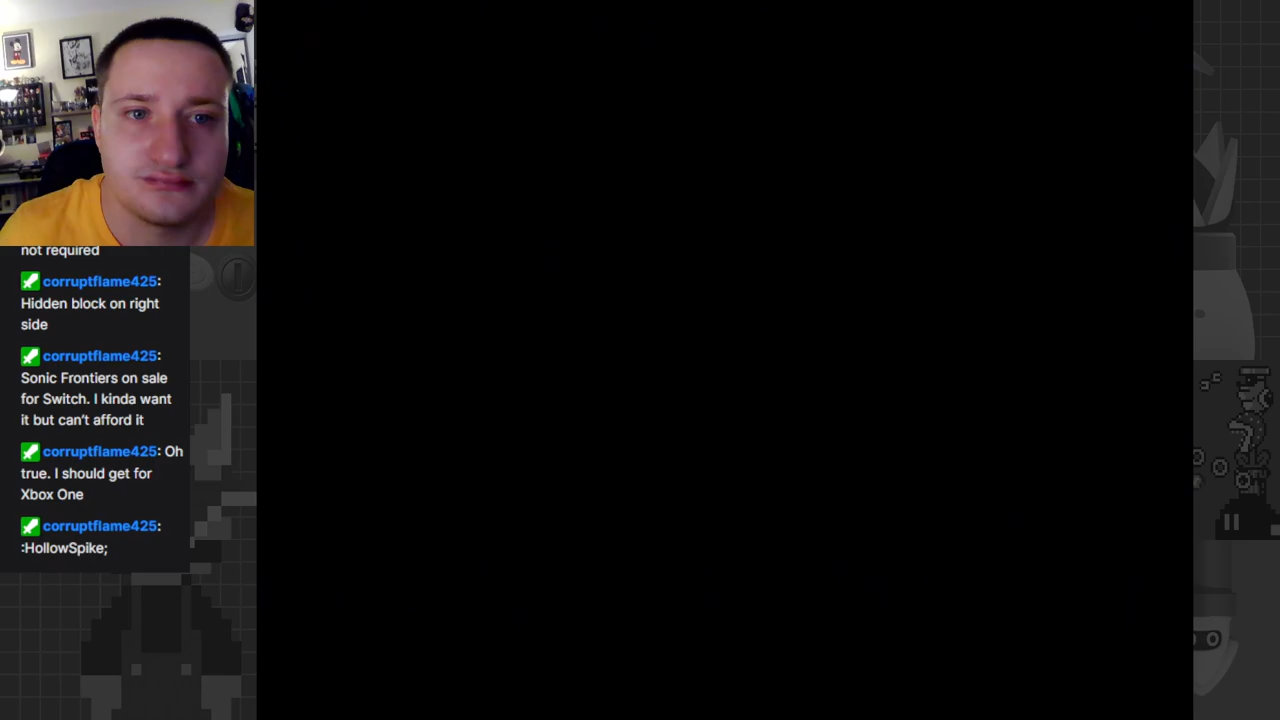 not required
corruptflame425:
Hidden block on right
side
corruptflame425:
Sonic Frontiers on sale
for Switch. I kinda want
it but can't afford it
corruptflame425: Oh
true. I should get for
Xbox One
corruptflame425:
:HollowSpike;